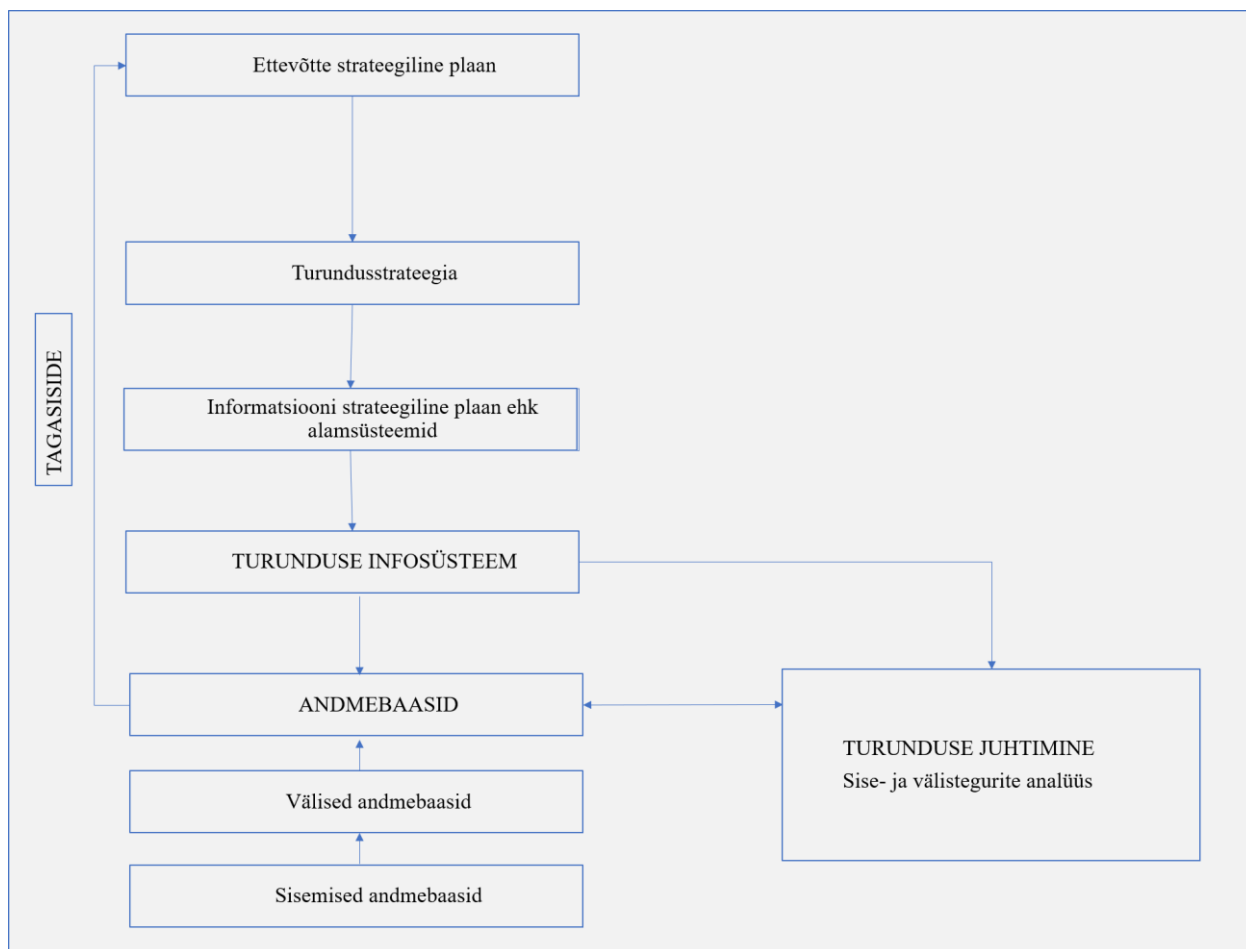 Ettevõtte strateegiline plaan
Turundusstrateegia
TAGASISIDE
Informatsiooni strateegiline plaan ehk
alamsüsteemid
TURUNDUSE INFOSÜSTEEM
ANDMEBAASID
TURUNDUSE JUHTIMINE
Sise- ja välistegurite analüüs
Välised andmebaasid
Sisemised andmebaasid